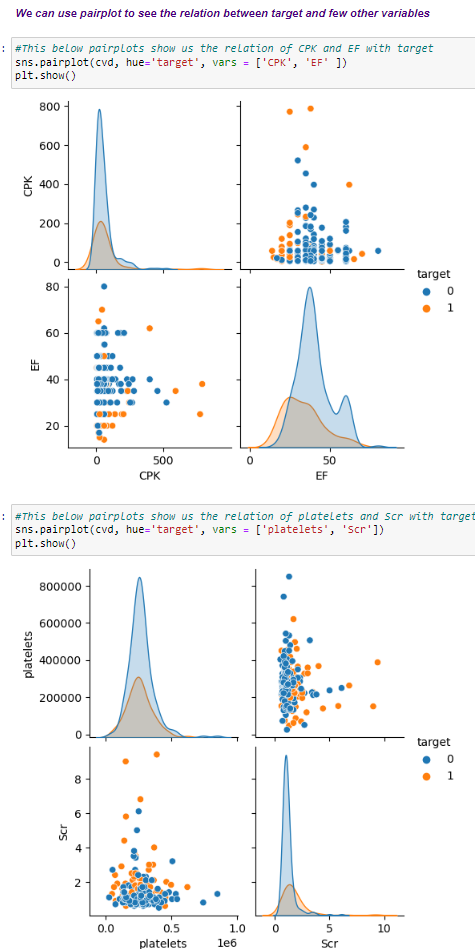 We can use pairplot to see the relation between target and few other variables
: #This below pairplots show us the relation of CPK and EF with target
sns.pairplot(cvd, hue='target', vars = ['CPK', 'EF' ])
plt.show()
800
600
400
200
0
CPK
target
0
1
80
60
40
20
EF
0 500
CPK
0 50
EF
: #This below pairplots show us the relation of platelets and Scr with target
sns.pairplot(cvd, hue='target', vars = ['platelets', 'Scr'])
plt.show()
800000
600000
400000
200000
0
platelets
target
0
1
8
6
4
2
Scr
0.0 0.5 1.0
1e6
platelets
0 5 10
Scr